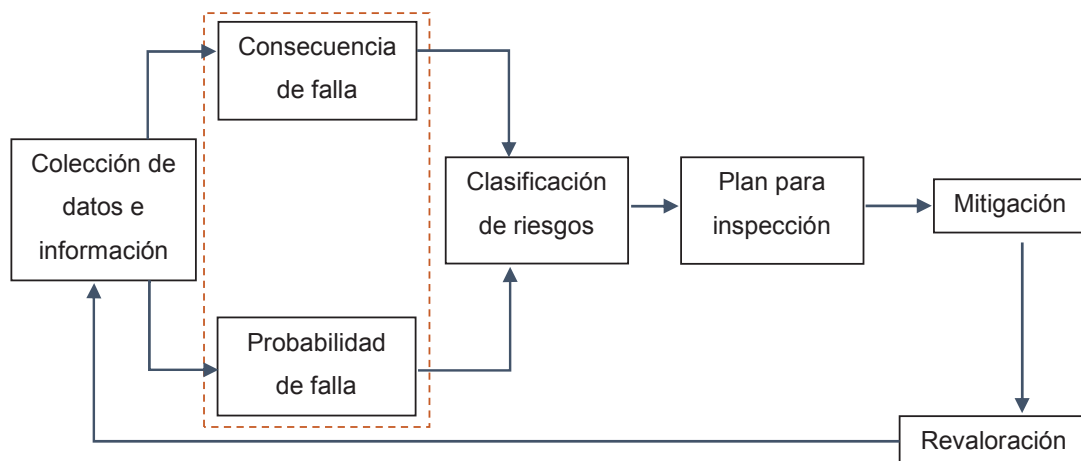 Consecuencia
de falla
Colección de
datos e
información
Clasificación
de riesgos
Plan para
inspección
Mitigación
Probabilidad
de falla
Revaloración